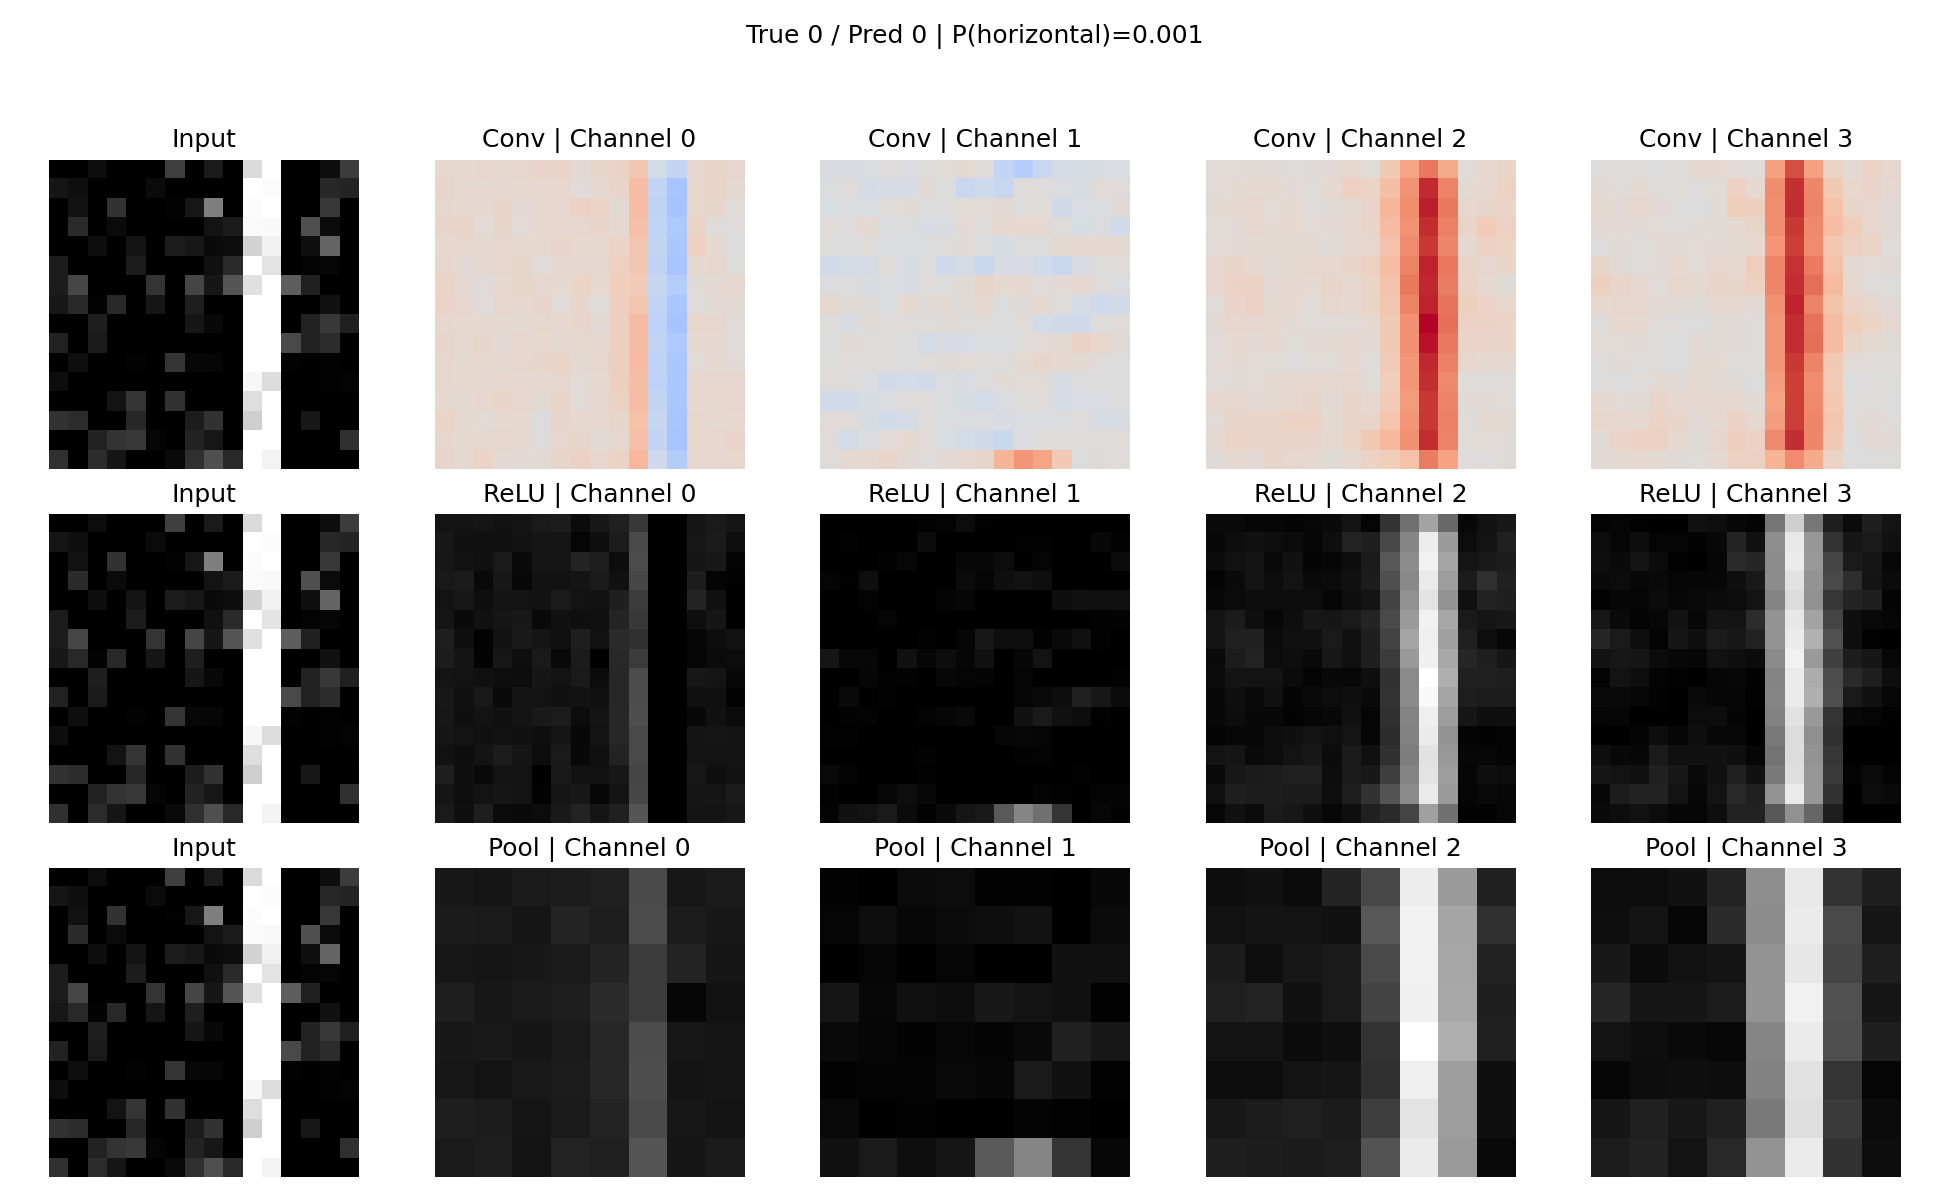 True 0 / Pred 0 | P(horizontal)=0.001
Input
Conv | Channel 0
Conv | Channel 1
Conv | Channel 2
Conv | Channel 3
Input
ReLU | Channel 0
ReLU | Channel 1
ReLU | Channel 2
ReLU | Channel 3
Input
Pool | Channel 0
Pool | Channel 1
Pool | Channel 2
Pool | Channel 3